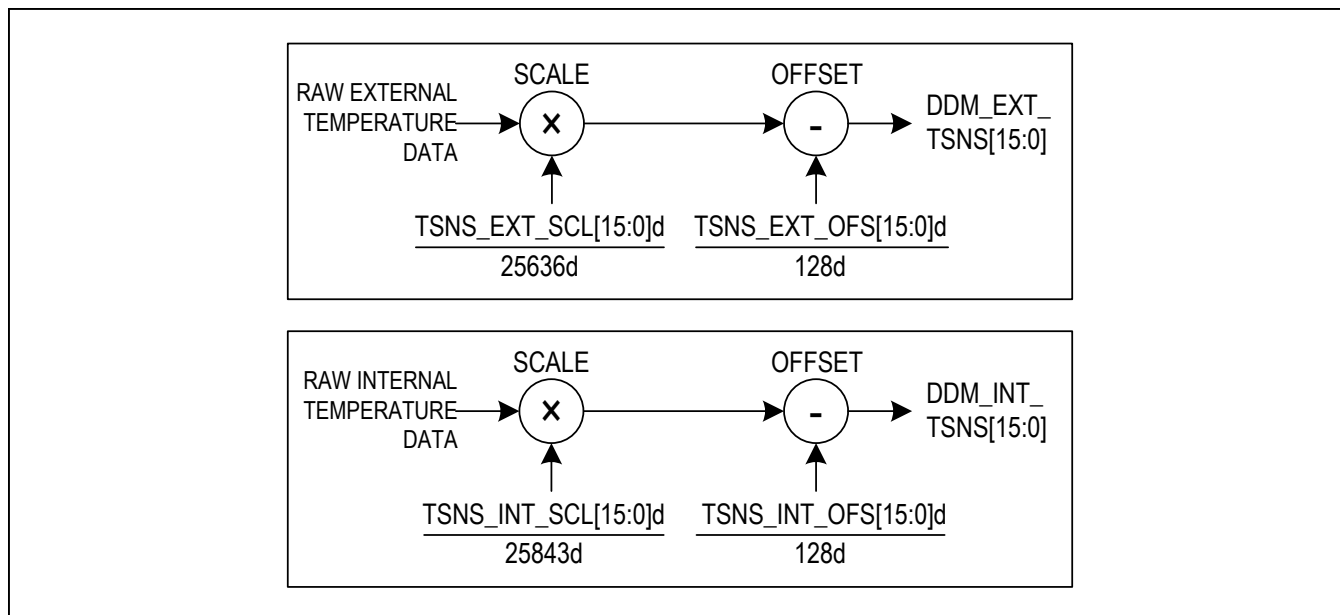 SCALE
OFFSET
RAW EXTERNAL
TEMPERATURE
DATA
×
-
DDM_EXT_
TSNS[15:0]
TSNS_EXT_SCL[15:0]d
25636d
TSNS_EXT_OFS[15:0]d
128d
SCALE
OFFSET
RAW INTERNAL
TEMPERATURE
DATA
×
-
DDM_INT_
TSNS[15:0]
TSNS_INT_SCL[15:0]d
25843d
TSNS_INT_OFS[15:0]d
128d